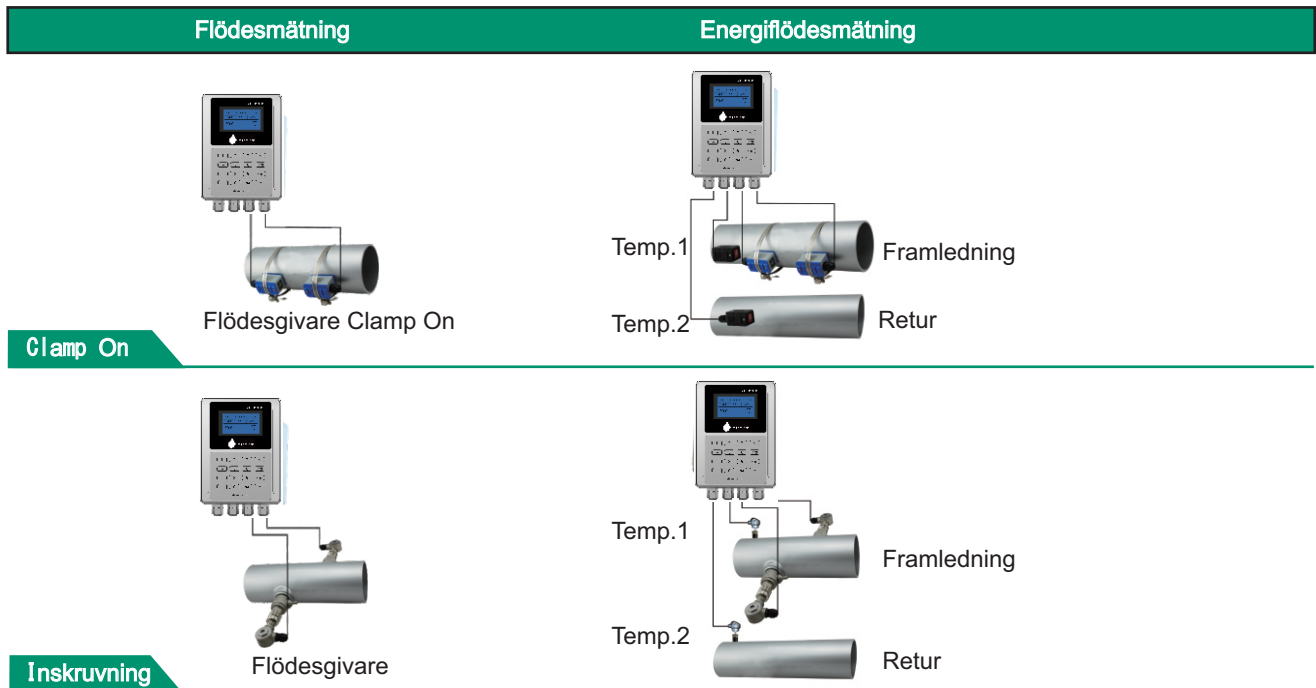 Flödesmätning
Energiflödesmätning
Temp.1
Framledning
Flödesgivare Clamp On
Temp.2
Retur
Clamp On
Temp.1
Framledning
Temp.2
Flödesgivare
Retur
Inskruvning